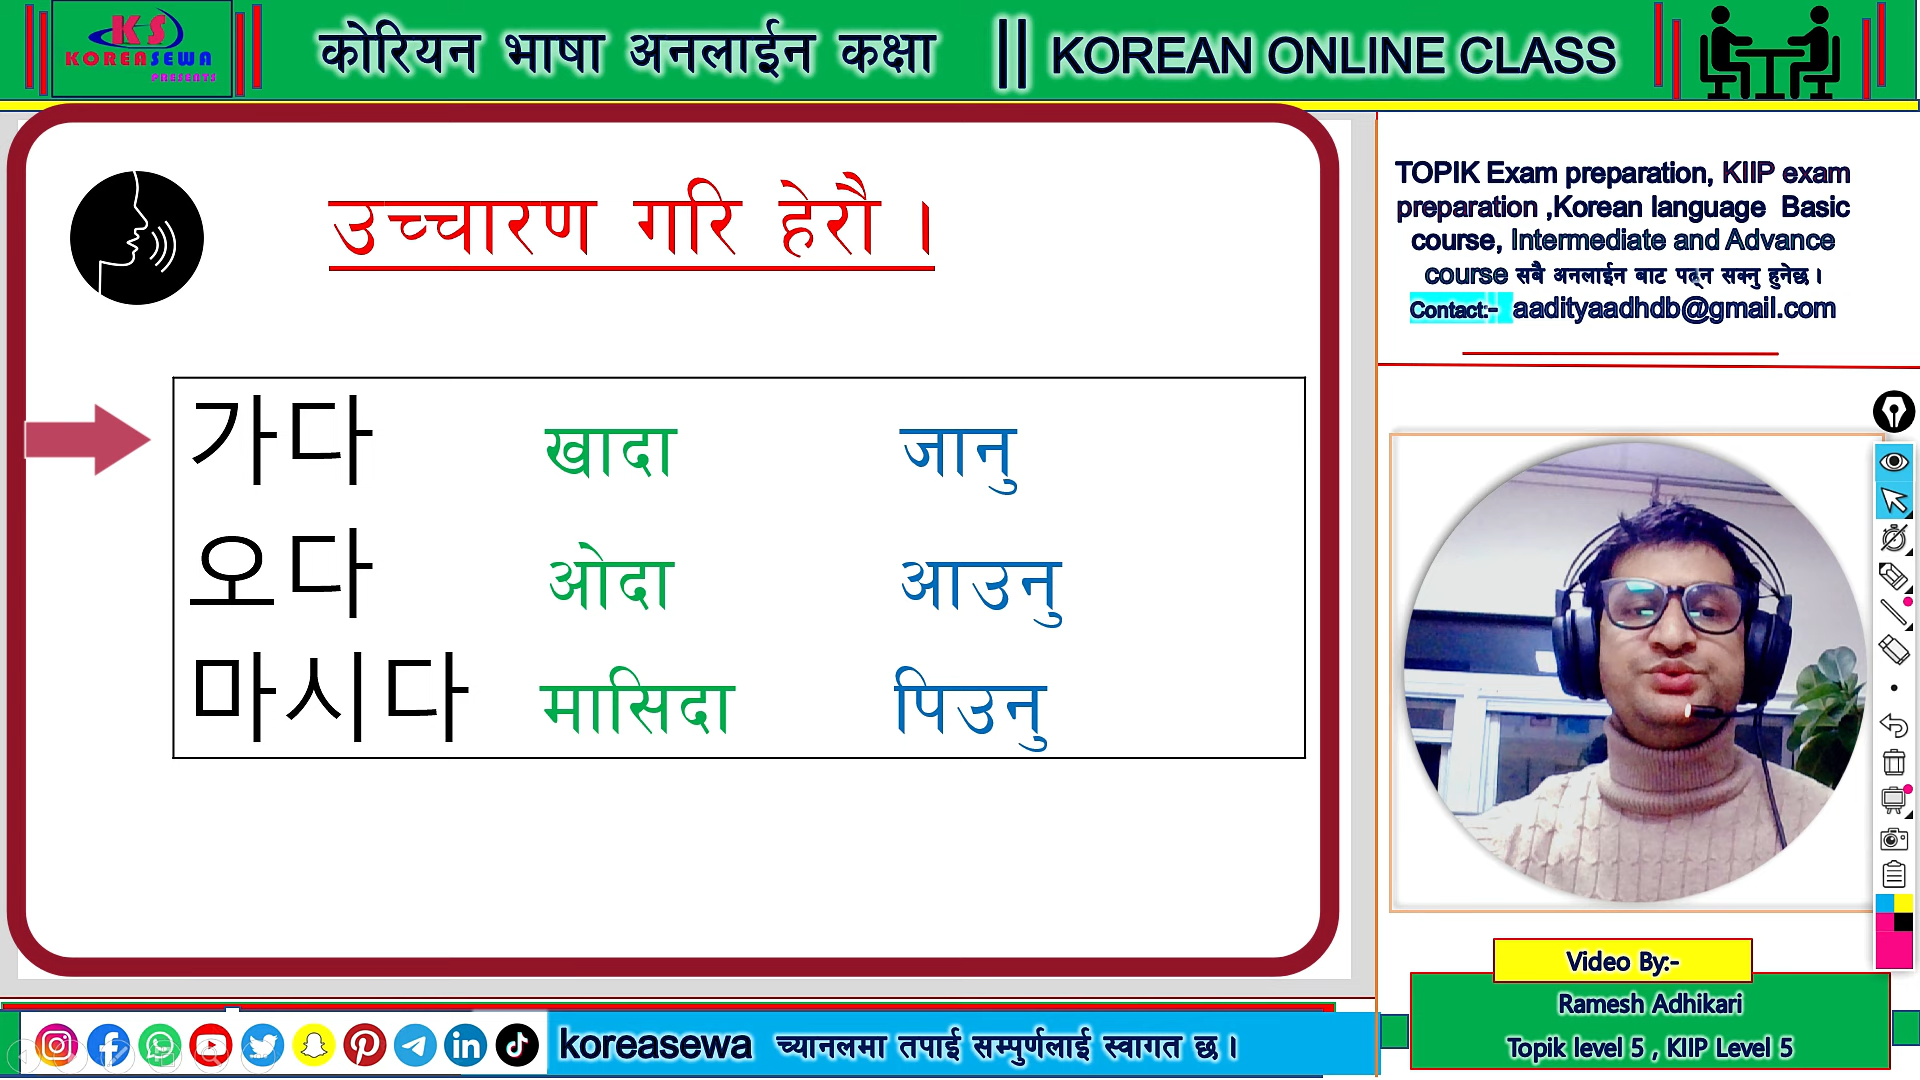 KS
KOREASEWA
PRESENTS
कोरियन भाषा अनलाईन कक्षा || KOREAN ONLINE CLASS
उच्चारण गरि हेरौ ।
가다 खादा जानु
오다 ओदा आउनु
마시다 मासिदा पिउनु
TOPIK Exam preparation, KIIP exam
preparation ,Korean language Basic
course, Intermediate and Advance
course सबै अनलाईन बाट पढ्न सक्नु हुनेछ ।
Contact:- aadityaadhdb@gmail.com
Video By:-
Ramesh Adhikari
Topik level 5 , KIIP Level 5
koreasewa च्यानलमा तपाई सम्पुर्णलाई स्वागत छ ।